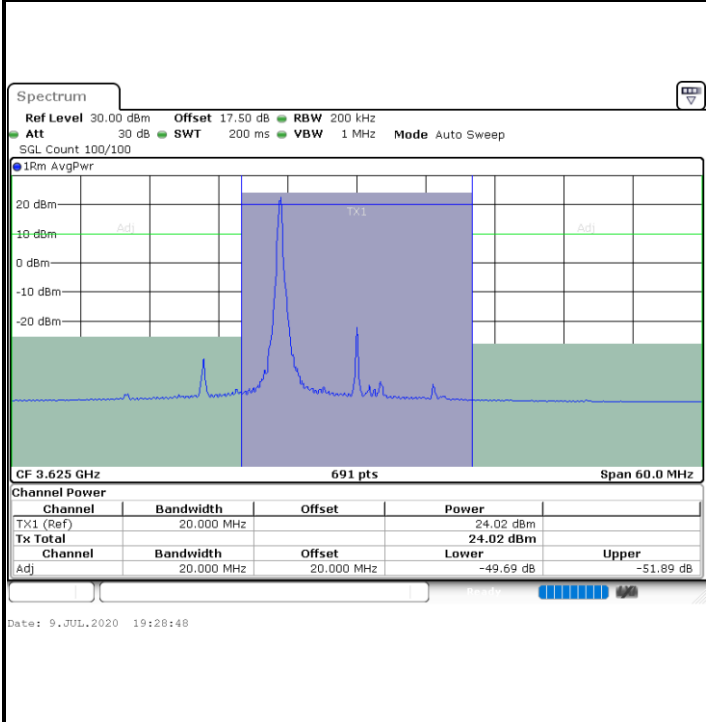 Spectrum
Ref Level 30.00 dBm Offset 17.50 dB RBW 200 kHz
Att 30 dB SWT 200 ms VBW 1 MHz Mode Auto Sweep
SGL Count 100/100
1Rm AvgPwr
20 dBm
TX1
Adj
Adj
10 dBm
0 dBm
-10 dBm
-20 dBm
CF 3.625 GHz 691 pts Span 60.0 MHz
Channel Power
Channel Bandwidth Offset Power
TX1 (Ref) 20.000 MHz 24.02 dBm
Tx Total 24.02 dBm
Channel Bandwidth Offset Lower Upper
Adj 20.000 MHz 20.000 MHz -49.69 dB -51.89 dB
Ready
Date: 9.JUL.2020 19:28:48